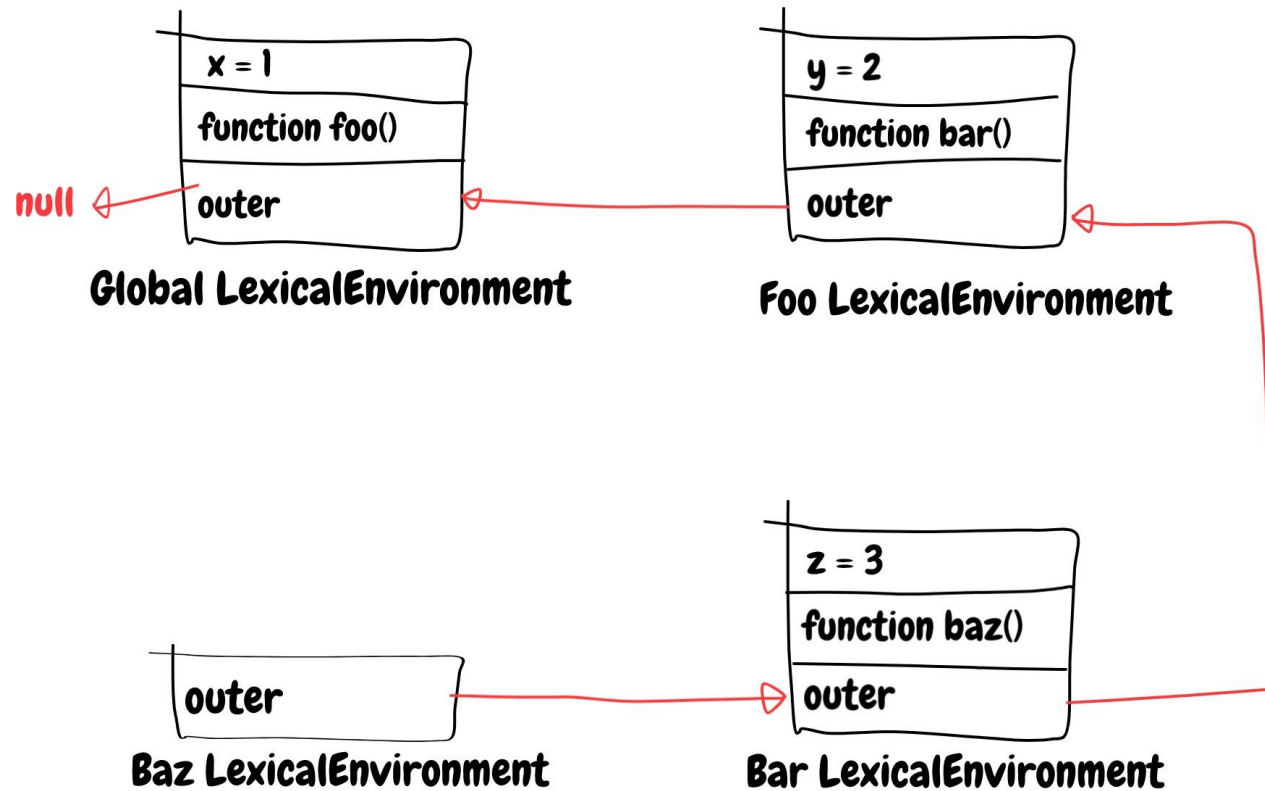 x = 1
function foo()
outer
null
Global LexicalEnvironment
y = 2
function bar()
outer
Foo LexicalEnvironment
outer
Baz LexicalEnvironment
z = 3
function baz()
outer
Bar LexicalEnvironment